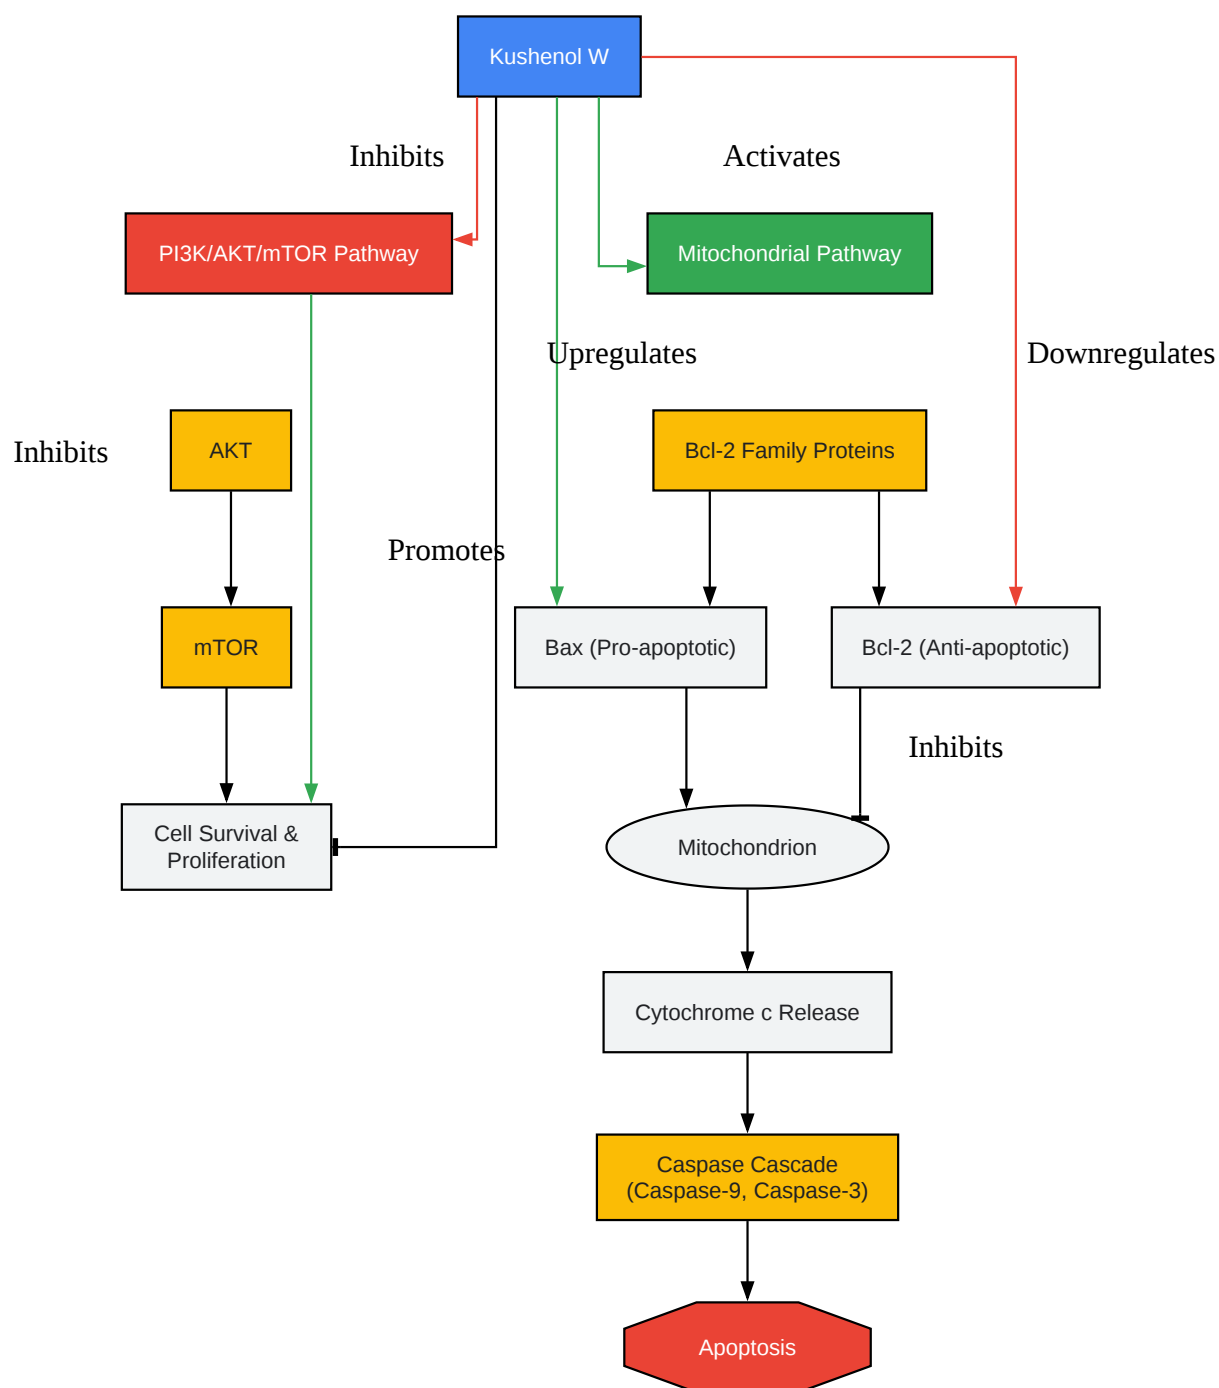 Kushenol W
Inhibits
Activates
PI3K/AKT/mTOR Pathway
Mitochondrial Pathway
Upregulates
Downregulates
Inhibits
AKT
Bcl-2 Family Proteins
Promotes
mTOR
Bax (Pro-apoptotic)
Bcl-2 (Anti-apoptotic)
Inhibits
Cell Survival &
Proliferation
Mitochondrion
Cytochrome c Release
Caspase Cascade
(Caspase-9, Caspase-3)
Apoptosis